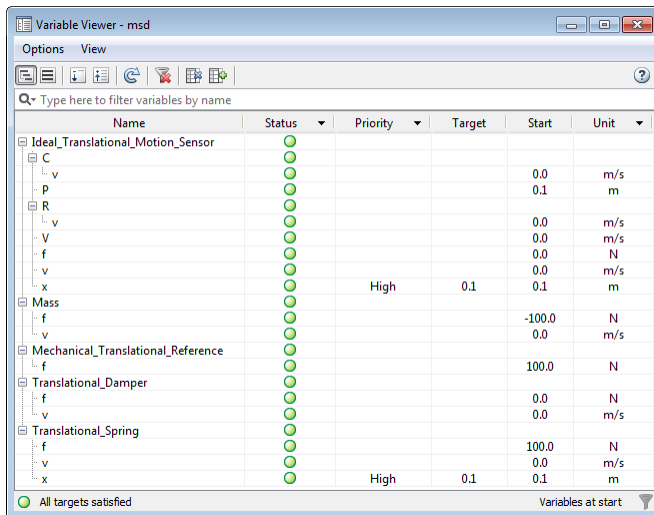 Variable Viewer - msd
Options View
Type here to filter variables by name
Name Status Priority Target Start Unit
Ideal_Translational_Motion_Sensor
C
v 0.0 m/s
P 0.1 m
R
v 0.0 m/s
V 0.0 m/s
f 0.0 N
v 0.0 m/s
x High 0.1 0.1 m
Mass
f -100.0 N
v 0.0 m/s
Mechanical_Translational_Reference
f 100.0 N
Translational_Damper
f 0.0 N
v 0.0 m/s
Translational_Spring
f 100.0 N
v 0.0 m/s
x High 0.1 0.1 m
All targets satisfied Variables at start